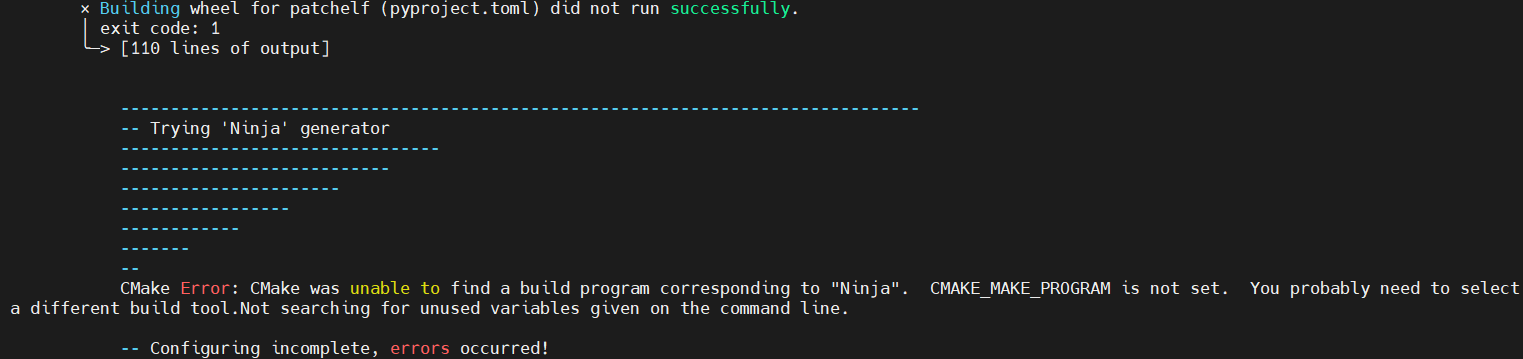 × Building wheel for patchelf (pyproject.toml) did not run successfully.
│ exit code: 1
╰─> [110 lines of output]
--------------------------------------------------------------------------------
-- Trying 'Ninja' generator
--------------------------------
---------------------------
----------------------
-----------------
------------
-------
--
CMake Error: CMake was unable to find a build program corresponding to "Ninja".  CMAKE_MAKE_PROGRAM is not set.  You probably need to select
a different build tool.Not searching for unused variables given on the command line.
-- Configuring incomplete, errors occurred!